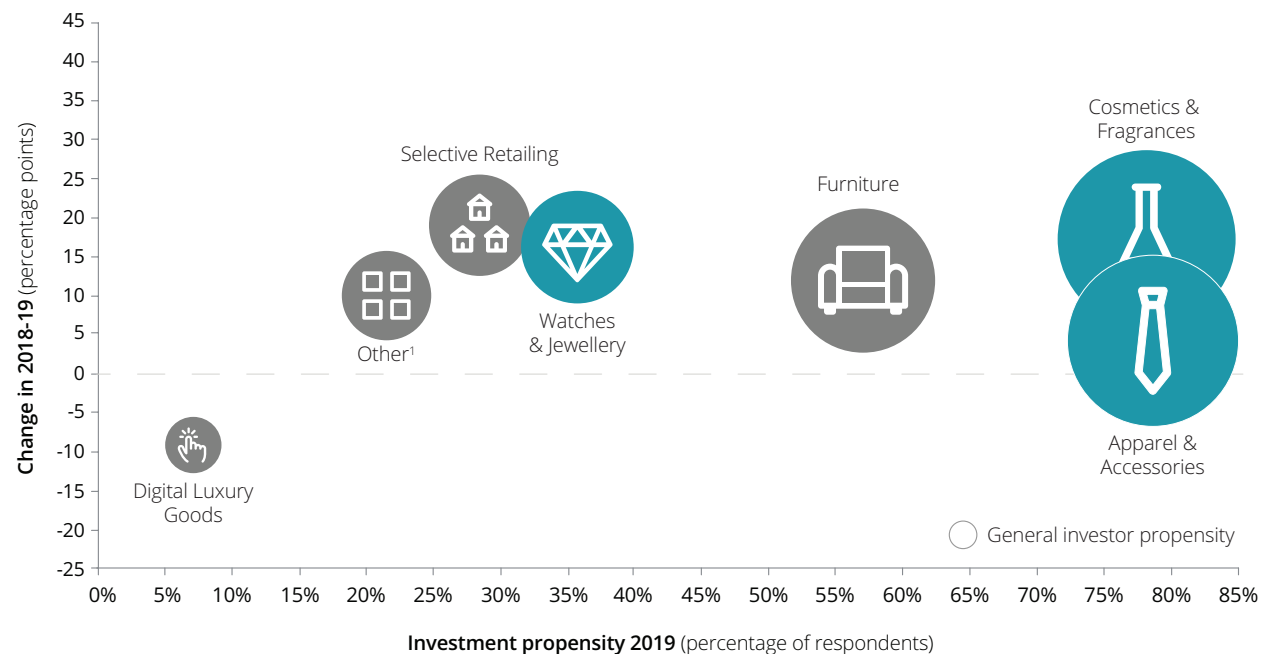 45
40
35
30
25
20
15
10
5
0
-5
-10
-15
-20
-25
Change in 2018-19 (percentage points)
Cosmetics &
Fragrances
Selective Retailing
Furniture
Watches
& Jewellery
Other¹
Apparel &
Accessories
Digital Luxury
Goods
General investor propensity
0% 5% 10% 15% 20% 25% 30% 35% 40% 45% 50% 55% 60% 65% 70% 75% 80% 85%
Investment propensity 2019 (percentage of respondents)